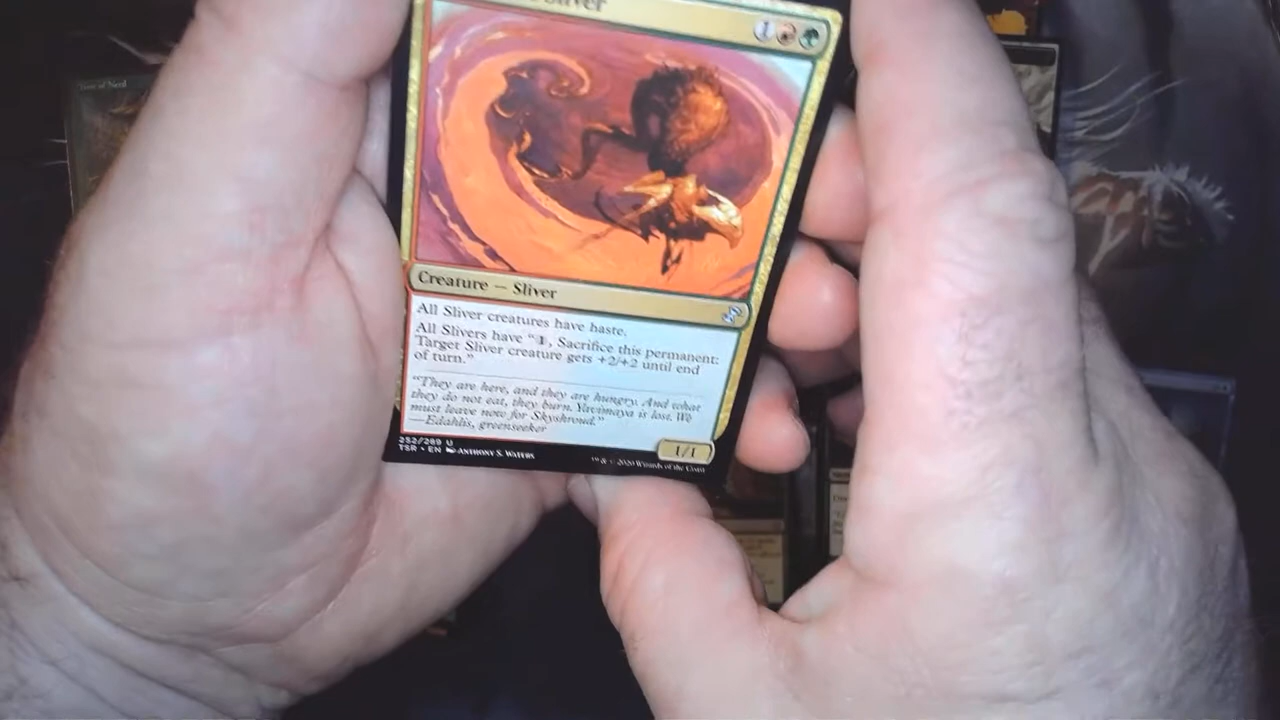 Sliver
1
Creature — Sliver
All Sliver creatures have haste.
All Slivers have “1, Sacrifice this permanent:
Target Sliver creature gets +2/+2 until end
of turn.”
“They are here, and they are hungry. And what
they do not eat, they burn. Yavimaya is lost. We
must leave now for Skyshroud.”
—Edahlis, greenseeker
1/1
252/289 U
TSR • EN ANTHONY S. WATERS
™ & © 2020 Wizards of the Coast